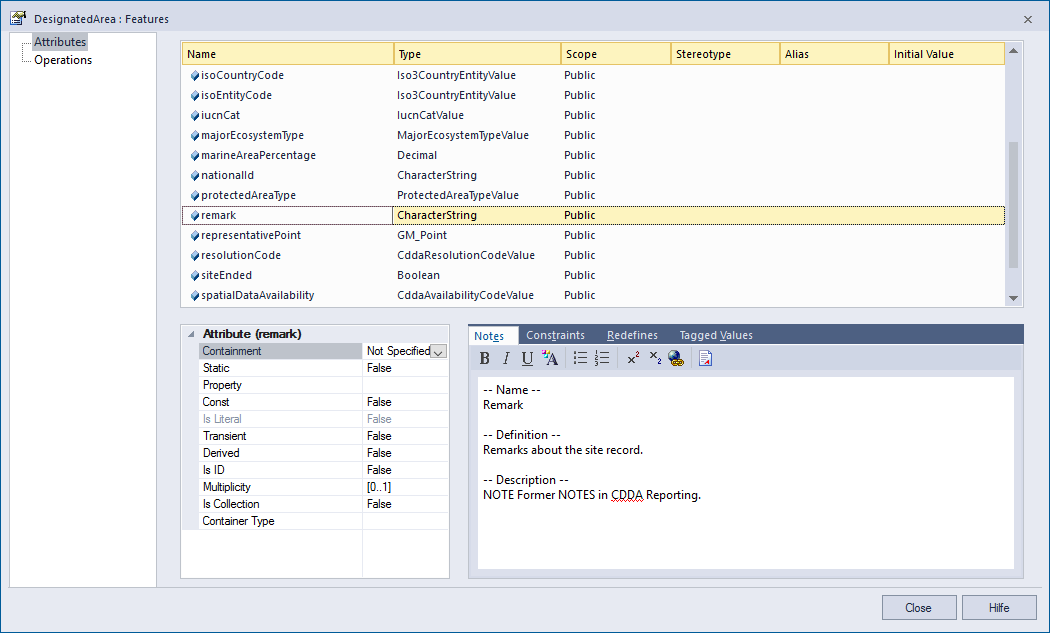 DesignatedArea : Features
Attributes
Operations
Name Type Scope Stereotype Alias Initial Value
isoCountryCode Iso3CountryEntityValue Public
isoEntityCode Iso3CountryEntityValue Public
iucnCat IucnCatValue Public
majorEcosystemType MajorEcosystemTypeValue Public
marineAreaPercentage Decimal Public
nationalId CharacterString Public
protectedAreaType ProtectedAreaTypeValue Public
remark CharacterString Public
representativePoint GM_Point Public
resolutionCode CddaResolutionCodeValue Public
siteEnded Boolean Public
spatialDataAvailability CddaAvailabilityCodeValue Public
Attribute (remark)
Containment Not Specified
Static False
Property
Const False
Is Literal False
Transient False
Derived False
Is ID False
Multiplicity [0..1]
Is Collection False
Container Type
Notes Constraints Redefines Tagged Values
B I U A x² x₂
-- Name --
Remark
-- Definition --
Remarks about the site record.
-- Description --
NOTE Former NOTES in CDDA Reporting.
Close Hilfe